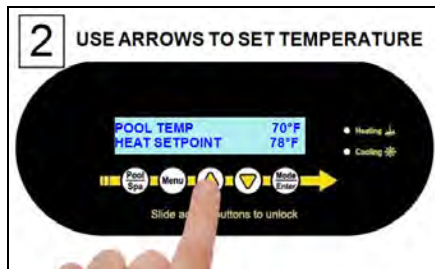 2 USE ARROWS TO SET TEMPERATURE
POOL TEMP 70°F
HEAT SETPOINT 78°F
Heating
Cooling
Pool Spa Menu Mode Enter
Slide across buttons to unlock